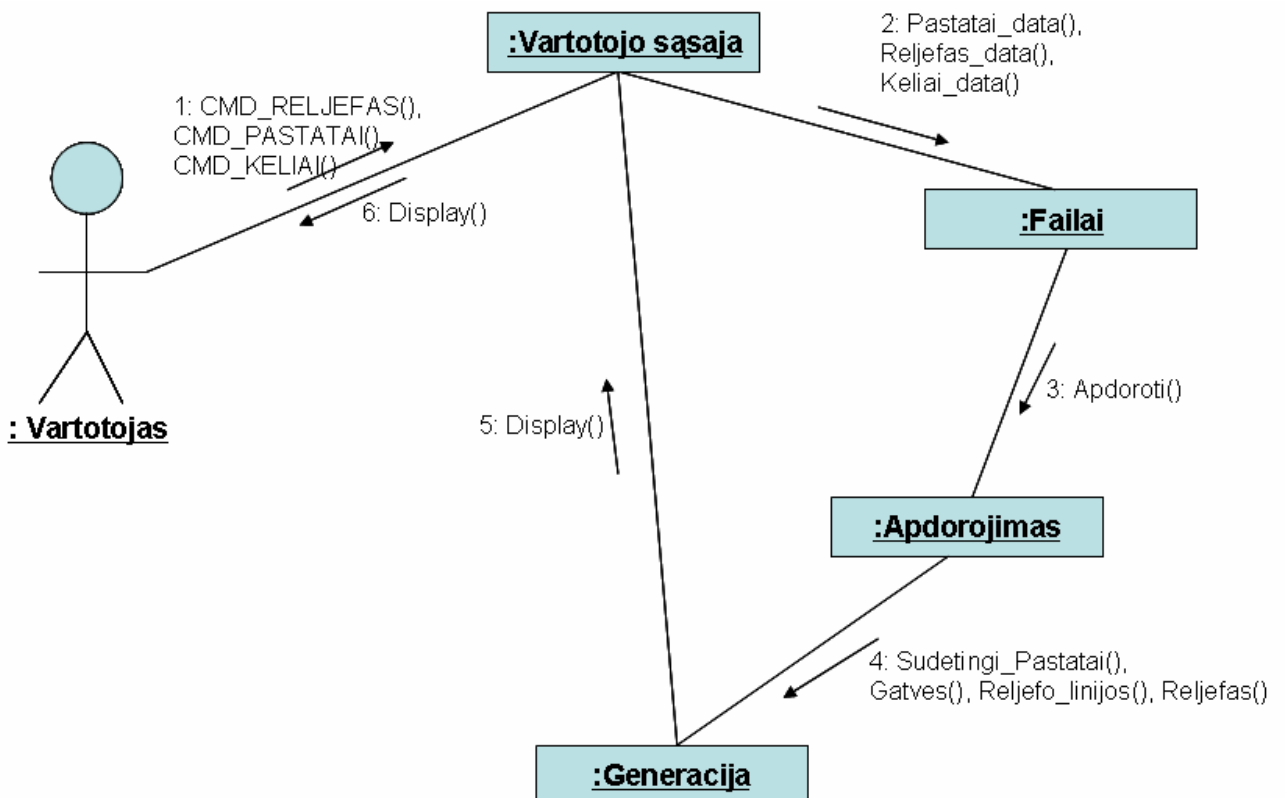 :Vartotojo sąsaja
2: Pastatai_data(),
Reljefas_data(),
Keliai_data()
1: CMD_RELJEFAS(),
CMD_PASTATAI()
CMD_KELIAI()
6: Display()
:Failai
: Vartotojas
3: Apdoroti()
5: Display()
:Apdorojimas
4: Sudetingi_Pastatai(),
Gatves(), Reljefo_linijos(), Reljefas()
:Generacija